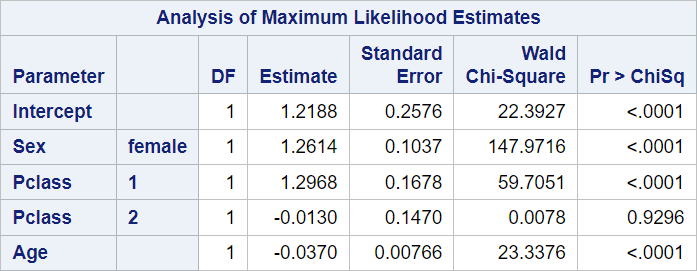 Analysis of Maximum Likelihood Estimates
Parameter DF Estimate Standard Error Wald Chi-Square Pr > ChiSq
Intercept 1 1.2188 0.2576 22.3927 <.0001
Sex female 1 1.2614 0.1037 147.9716 <.0001
Pclass 1 1 1.2968 0.1678 59.7051 <.0001
Pclass 2 1 -0.0130 0.1470 0.0078 0.9296
Age 1 -0.0370 0.00766 23.3376 <.0001